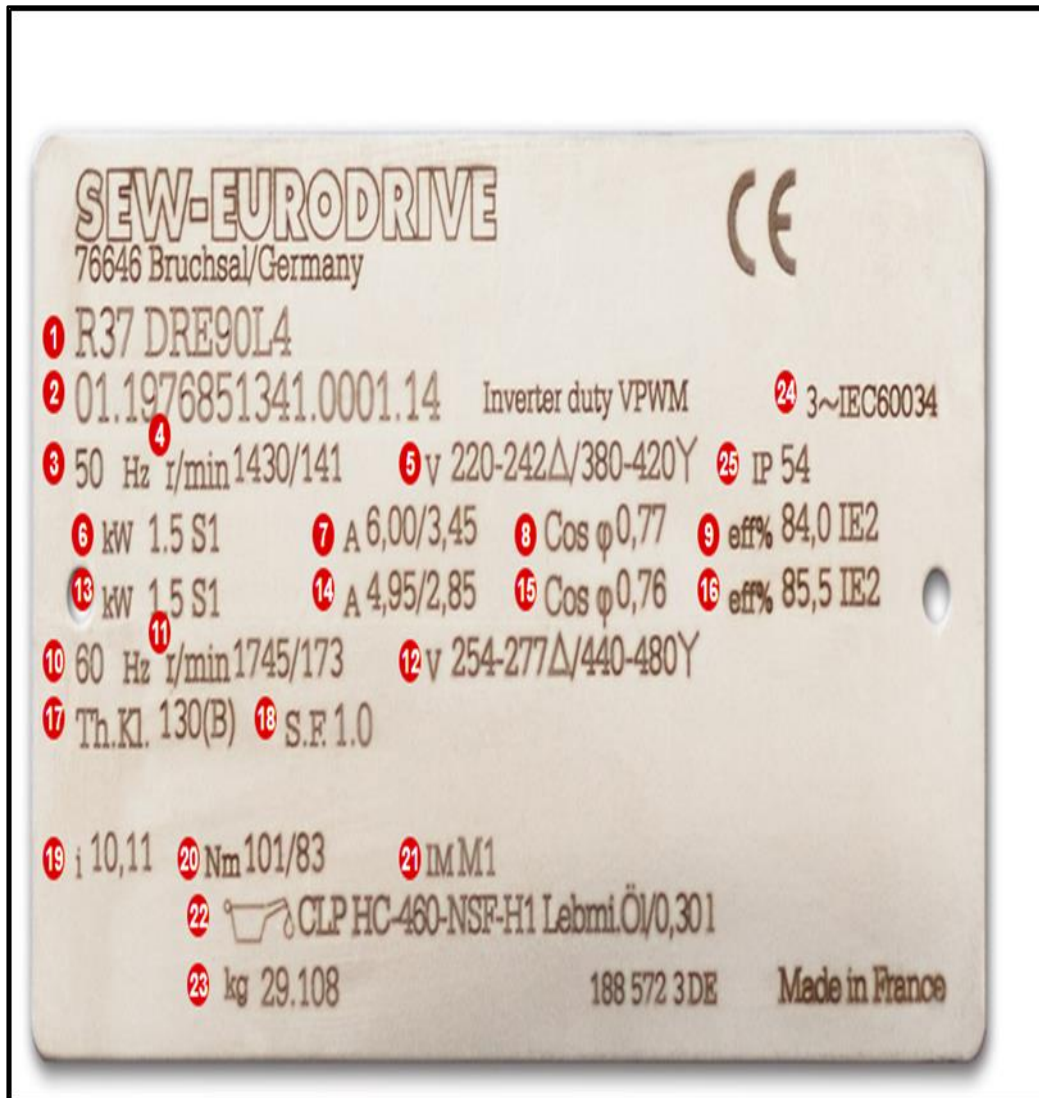 SEW-EURODRIVE CE
76646 Bruchsal/Germany
1 R37 DRE90L4
2 01.1976851341.0001.14 Inverter duty VPWM 24 3~IEC60034
3 50 Hz 4 r/min 1430/141 5 V 220-242Δ/380-420Y 25 IP 54
6 kW 1.5 S1 7 A 6,00/3,45 8 Cos φ 0,77 9 eff% 84,0 IE2
13 kW 1.5 S1 14 A 4,95/2,85 15 Cos φ 0,76 16 eff% 85,5 IE2
10 60 Hz 11 r/min 1745/173 12 V 254-277Δ/440-480Y
17 Th.Kl. 130(B) 18 S.F. 1.0
19 i 10,11 20 Nm 101/83 21 IM M1
22 CLP HC-460-NSF-H1 Lebmi.Öl/0,30 l
23 kg 29.108 188 572 3 DE Made in France